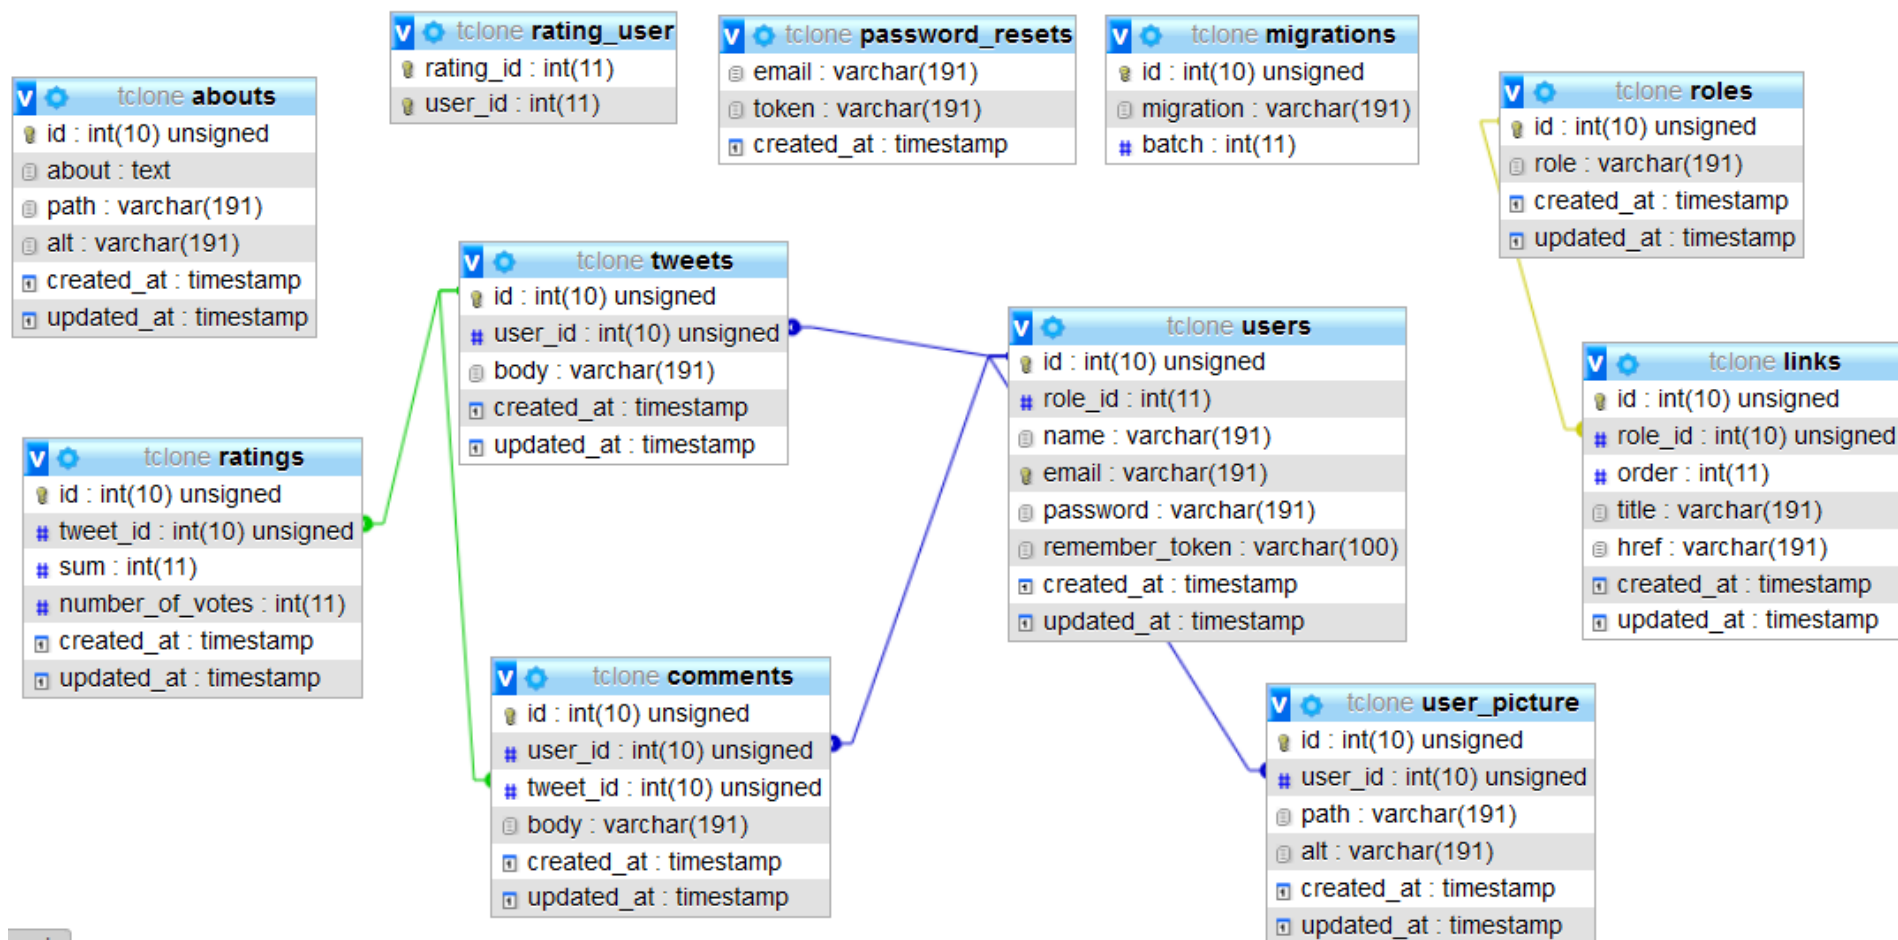 v tclone rating_user
rating_id : int(11)
user_id : int(11)
v tclone password_resets
email : varchar(191)
token : varchar(191)
created_at : timestamp
v tclone migrations
id : int(10) unsigned
migration : varchar(191)
batch : int(11)
v tclone roles
id : int(10) unsigned
role : varchar(191)
created_at : timestamp
updated_at : timestamp
v tclone abouts
id : int(10) unsigned
about : text
path : varchar(191)
alt : varchar(191)
created_at : timestamp
updated_at : timestamp
v tclone tweets
id : int(10) unsigned
user_id : int(10) unsigned
body : varchar(191)
created_at : timestamp
updated_at : timestamp
v tclone users
id : int(10) unsigned
role_id : int(11)
name : varchar(191)
email : varchar(191)
password : varchar(191)
remember_token : varchar(100)
created_at : timestamp
updated_at : timestamp
v tclone links
id : int(10) unsigned
role_id : int(10) unsigned
order : int(11)
title : varchar(191)
href : varchar(191)
created_at : timestamp
updated_at : timestamp
v tclone ratings
id : int(10) unsigned
tweet_id : int(10) unsigned
sum : int(11)
number_of_votes : int(11)
created_at : timestamp
updated_at : timestamp
v tclone comments
id : int(10) unsigned
user_id : int(10) unsigned
tweet_id : int(10) unsigned
body : varchar(191)
created_at : timestamp
updated_at : timestamp
v tclone user_picture
id : int(10) unsigned
user_id : int(10) unsigned
path : varchar(191)
alt : varchar(191)
created_at : timestamp
updated_at : timestamp